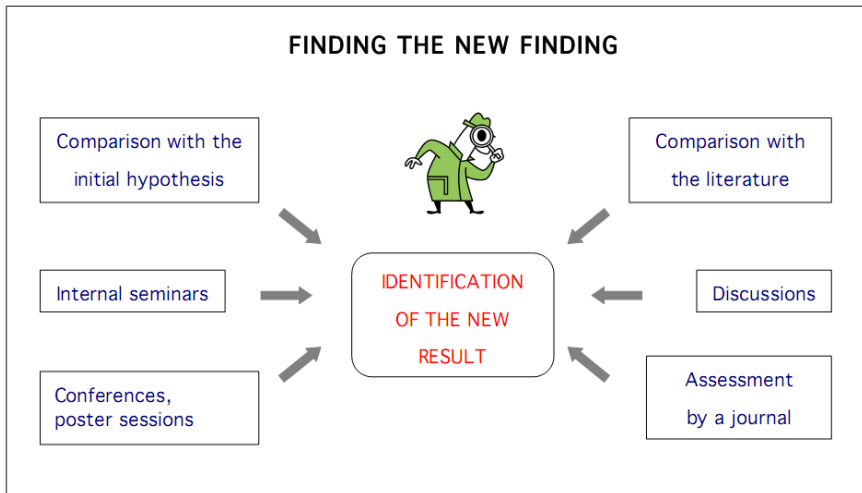 FINDING THE NEW FINDING
Comparison with the
initial hypothesis
Comparison with
the literature
Internal seminars
IDENTIFICATION
OF THE NEW
RESULT
Discussions
Conferences,
poster sessions
Assessment
by a journal